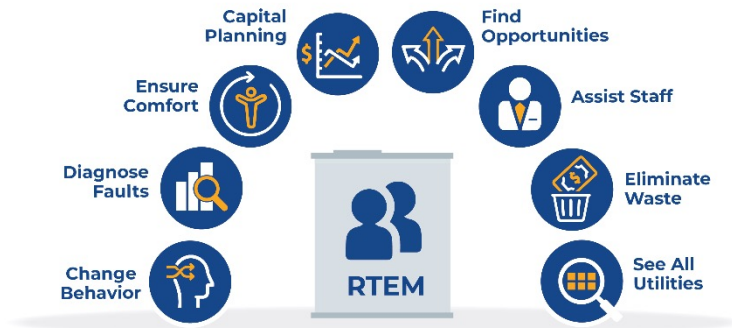 Capital
Planning
Find
Opportunities
$
Ensure
Comfort
Assist Staff
Diagnose
Faults
$
Eliminate
Waste
Change
Behavior
RTEM
See All
Utilities